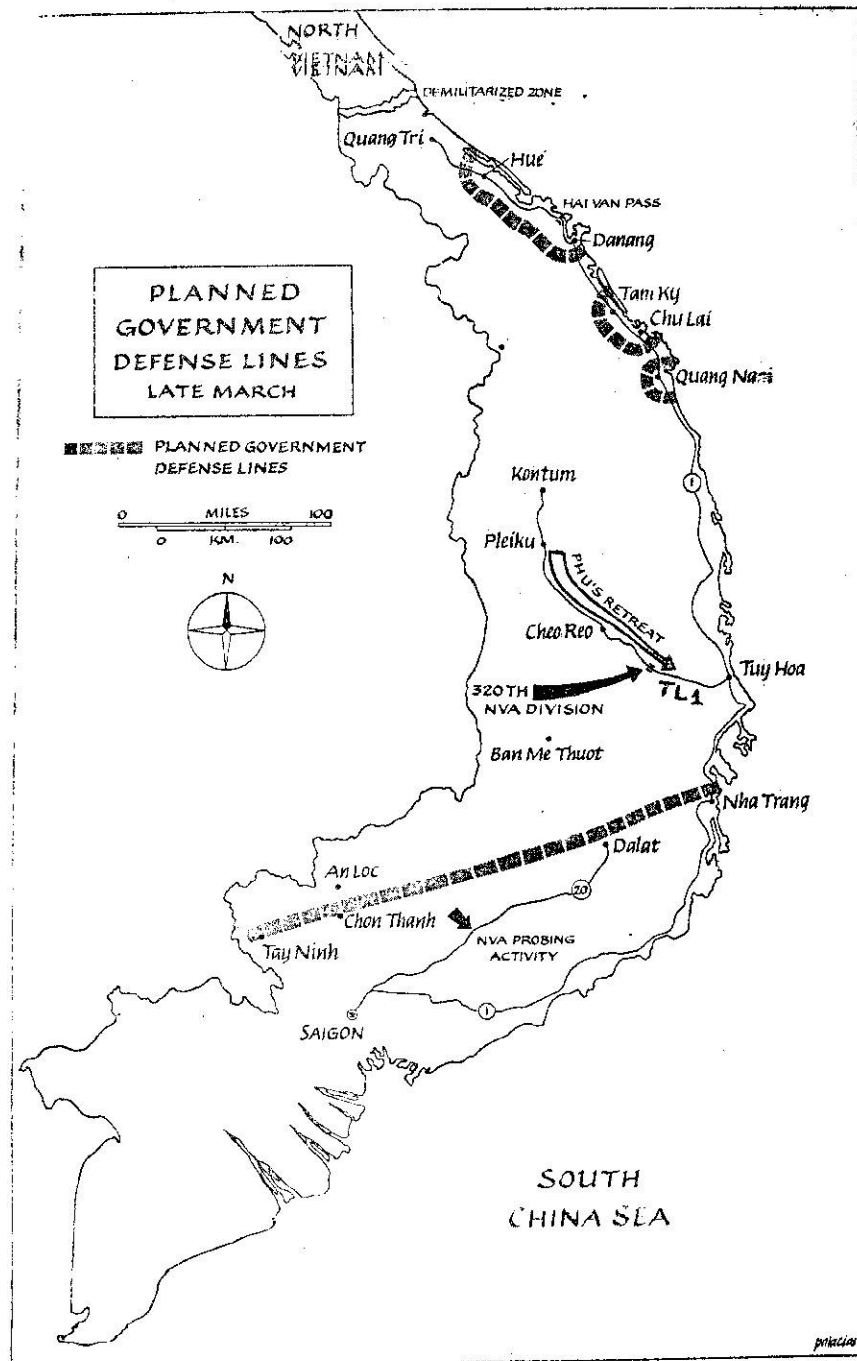 NORTH
VIETNAM
DEMILITARIZED ZONE
Quang Tri
Hué
HAI VAN PASS
Danang
PLANNED
GOVERNMENT
DEFENSE LINES
LATE MARCH
Tam Ky
Chu Lai
Quang
PLANNED GOVERNMENT
DEFENSE LINES
0 MILES 100
0 KM. 100
N
Kontum
1
Pleiku
PHU'S RETREAT
Cheo Reo
Tuy Hoa
TL1
320TH
NVA DIVISION
Ban Me Thuot
Nha Trang
Dalat
An Loc
20
Chon Thanh
Tay Ninh
NVA PROBING
ACTIVITY
1
SAIGON
SOUTH
CHINA SEA